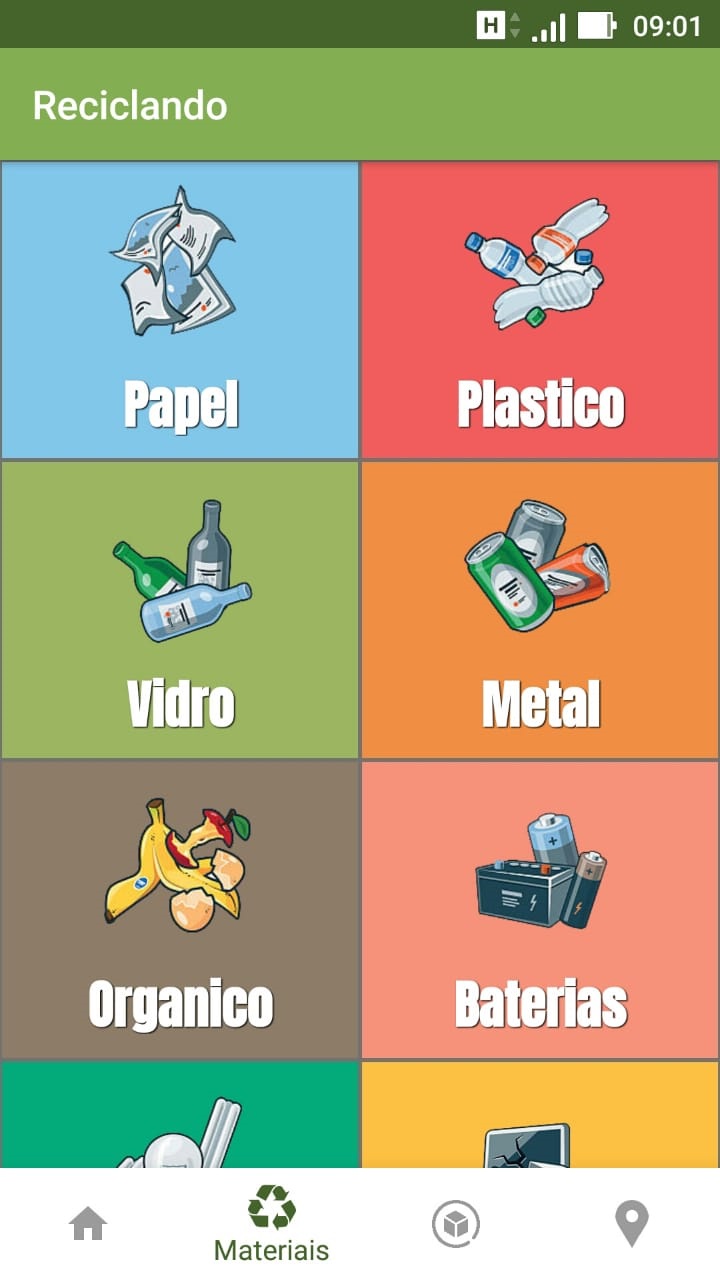 H 09:01
Reciclando
Papel
Plastico
Vidro
Metal
Organico
Baterias
Materiais